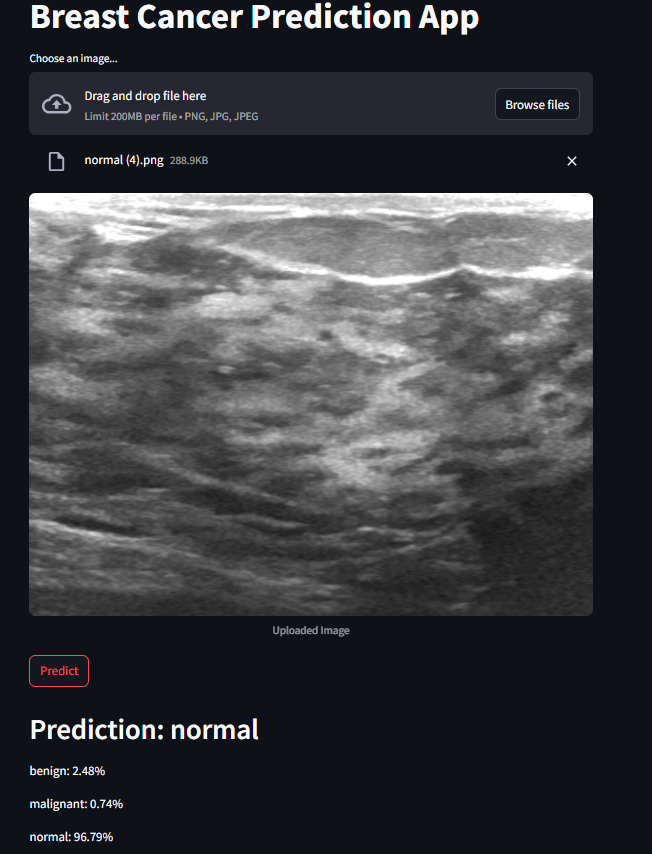 Breast Cancer Prediction App
Choose an image...
Drag and drop file here
Limit 200MB per file • PNG, JPG, JPEG
Browse files
normal (4).png 288.9KB
Uploaded Image
Predict
Prediction: normal
benign: 2.48%
malignant: 0.74%
normal: 96.79%